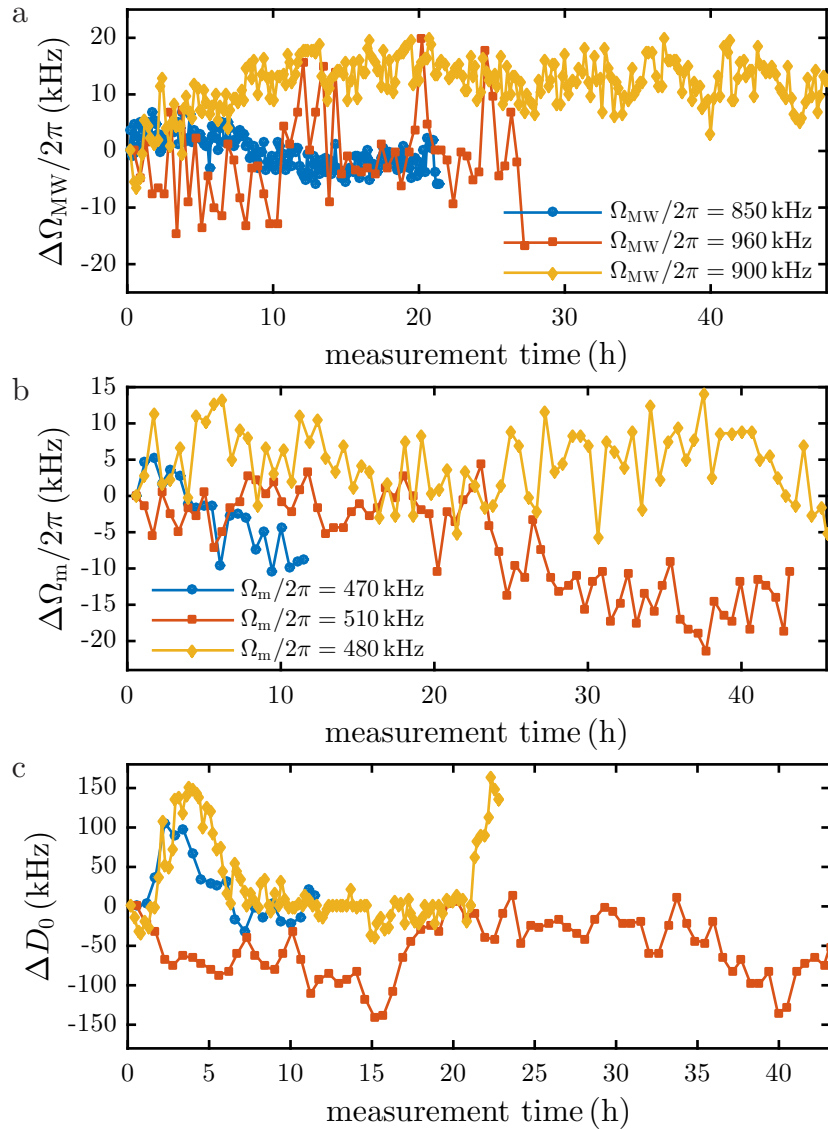 a
ΔΩ_MW/2π (kHz)
20
10
0
-10
-20
Ω_MW/2π = 850 kHz
Ω_MW/2π = 960 kHz
Ω_MW/2π = 900 kHz
0 10 20 30 40
measurement time (h)
b
ΔΩ_m/2π (kHz)
15
10
5
0
-5
-10
-15
-20
Ω_m/2π = 470 kHz
Ω_m/2π = 510 kHz
Ω_m/2π = 480 kHz
0 10 20 30 40
measurement time (h)
c
ΔD_0 (kHz)
150
100
50
0
-50
-100
-150
0 5 10 15 20 25 30 35 40
measurement time (h)